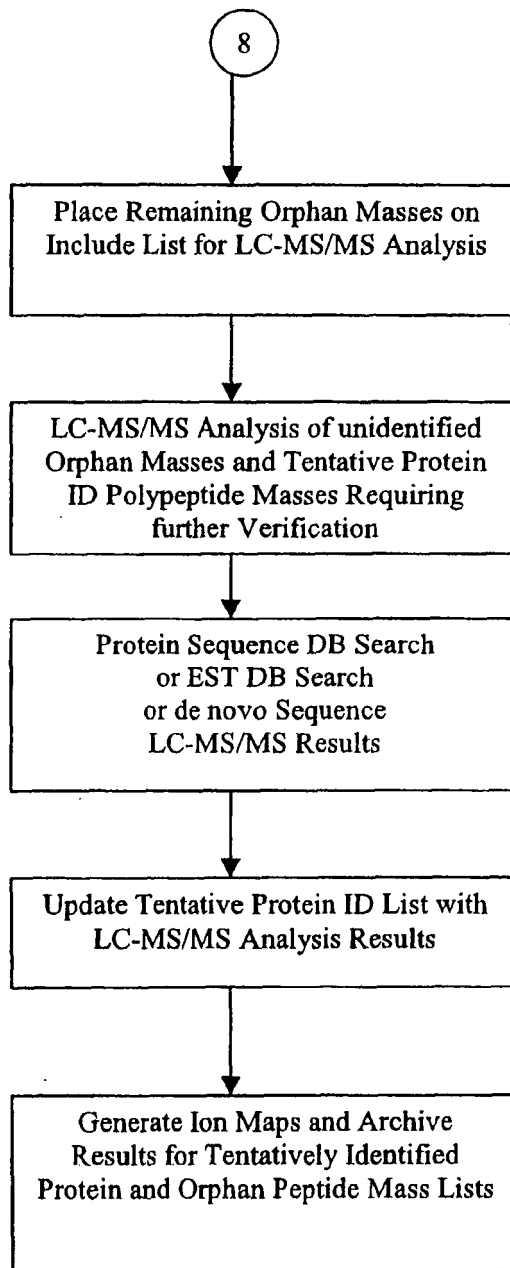 8
Place Remaining Orphan Masses on
Include List for LC-MS/MS Analysis
LC-MS/MS Analysis of unidentified
Orphan Masses and Tentative Protein
ID Polypeptide Masses Requiring
further Verification
Protein Sequence DB Search
or EST DB Search
or de novo Sequence
LC-MS/MS Results
Update Tentative Protein ID List with
LC-MS/MS Analysis Results
Generate Ion Maps and Archive
Results for Tentatively Identified
Protein and Orphan Peptide Mass Lists